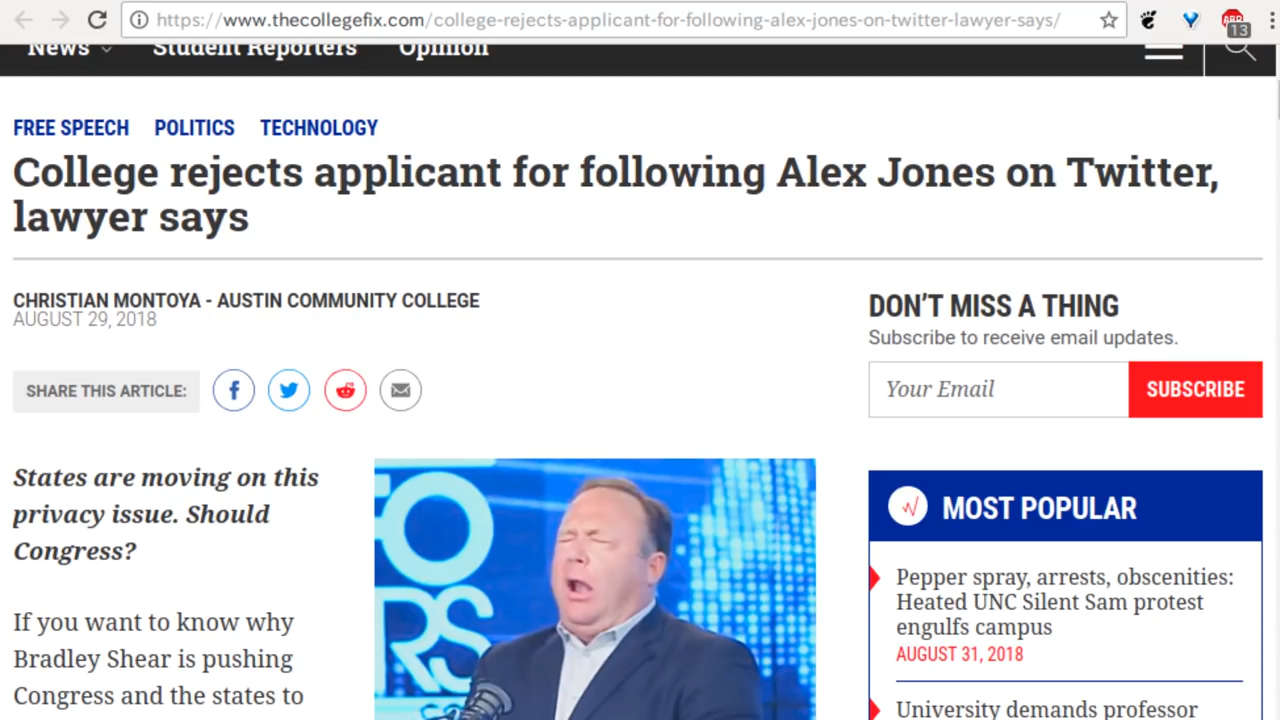 https://www.thecollegefix.com/college-rejects-applicant-for-following-alex-jones-on-twitter-lawyer-says/
ABP
13
News
Student Reporters
Opinion
FREE SPEECH
POLITICS
TECHNOLOGY
College rejects applicant for following Alex Jones on Twitter,
lawyer says
CHRISTIAN MONTOYA - AUSTIN COMMUNITY COLLEGE
AUGUST 29, 2018
SHARE THIS ARTICLE:
States are moving on this
privacy issue. Should
Congress?
If you want to know why
Bradley Shear is pushing
Congress and the states to
FO
RS
DON'T MISS A THING
Subscribe to receive email updates.
Your Email
SUBSCRIBE
MOST POPULAR
Pepper spray, arrests, obscenities:
Heated UNC Silent Sam protest
engulfs campus
AUGUST 31, 2018
University demands professor